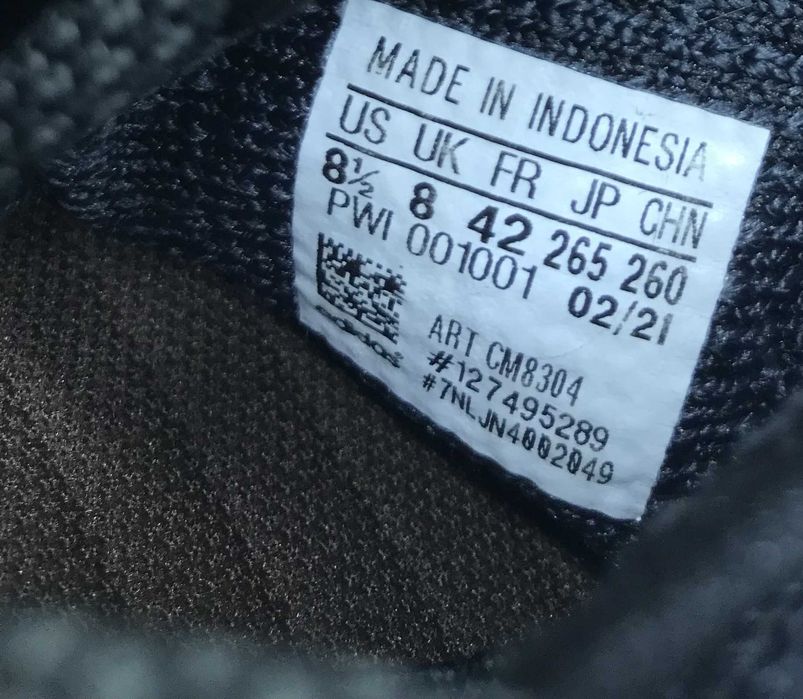 MADE IN INDONESIA
US UK FR JP CHN
8½ 8 42 265 260
PWI 001001 02/21
ART CM8304
#127495289
#7NLJN4002049